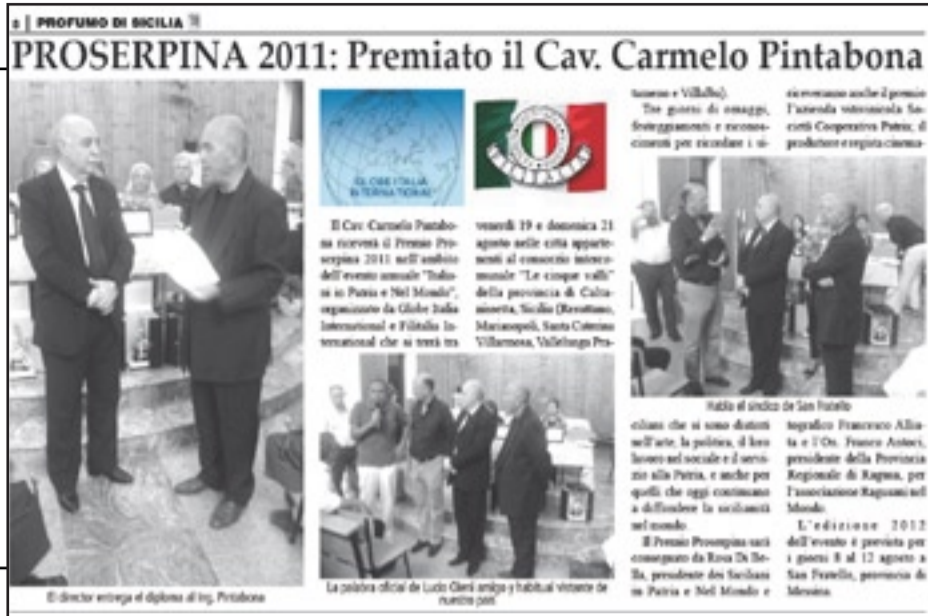 8 | PROFUMO DI SICILIA
PROSERPINA 2011: Premiato il Cav. Carmelo Pintabona
GLOBE ITALIA
INTERNATIONAL
FILITALIA
Il Cav. Carmelo Pintabo-
na riceverà il Premio Pro-
serpina 2011 nell'ambito
dell'evento annuale "Italia-
ni in Patria e Nel Mondo",
organizzato da Globe Italia
International e Filitalia In-
ternational che si terrà tra
venerdì 19 e domenica 21
agosto nelle città apparte-
nenti al consorzio interco-
munale "Le cinque valli"
della provincia di Calta-
nissetta, Sicilia (Resuttano,
Marianopoli, Santa Caterina
Villarmosa, Vallelunga Pra-
tameno e Villalba).
Tre giorni di omaggi,
festeggiamenti e ricono-
scimenti per ricordare i si-
ciliani che si sono distinti
nell'arte, la politica, il loro
lavoro nel sociale e il servi-
zio alla Patria, e anche per
quelli che oggi continuano
a diffondere la sicilianità
nel mondo.
Il Premio Proserpina sarà
consegnato da Rosa Di Be-
lla, presidente dei Siciliani
in Patria e Nel Mondo e
riceveranno anche il premio
l'azienda vitivinicola So-
cietà Cooperativa Patria; il
produttore e regista cinema-
tografico Francesco Allia-
ta e l'On. Franco Antoci,
presidente della Provincia
Regionale di Ragusa, per
l'associazione Ragusani nel
Mondo.
L'edizione 2012
dell'evento è prevista per
i giorni 8 al 12 agosto a
San Fratello, provincia di
Messina.
El director entrega el diploma al Ing. Pintabona
La palabra oficial de Lucio amigo y habitual visitante de
nuestro país
Habla el sindico de San Fratello